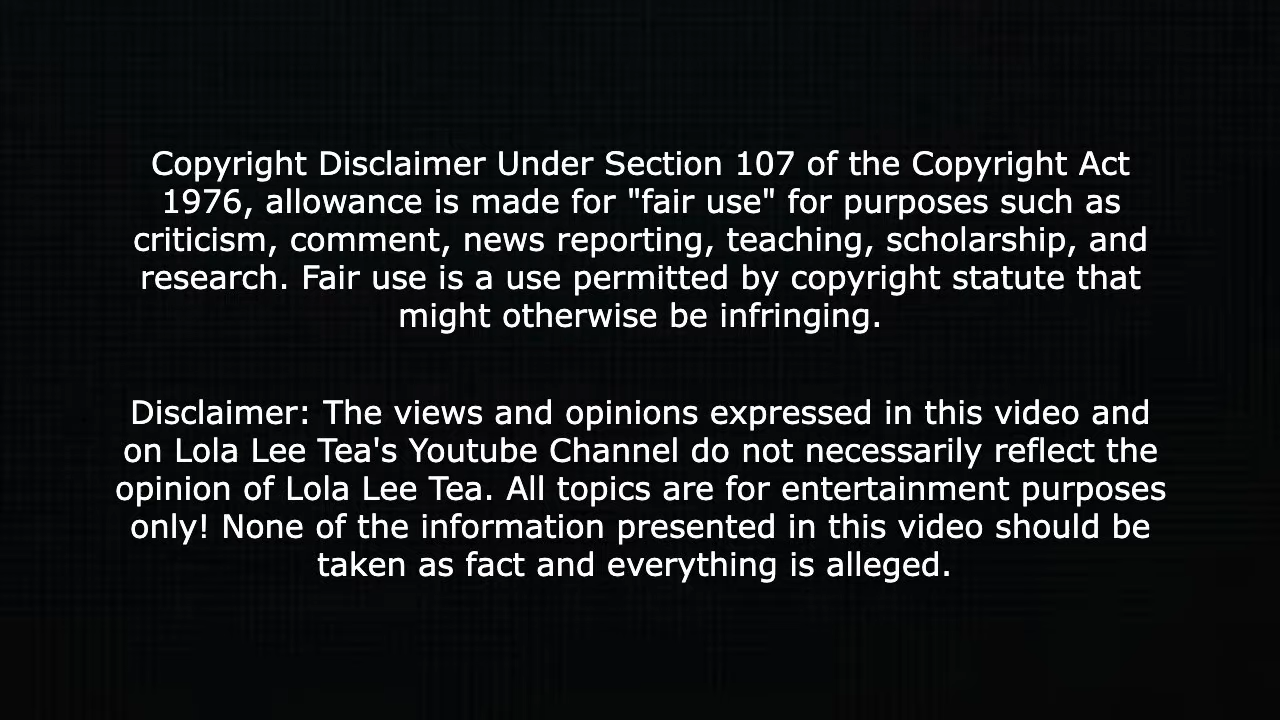 Copyright Disclaimer Under Section 107 of the Copyright Act
1976, allowance is made for "fair use" for purposes such as
criticism, comment, news reporting, teaching, scholarship, and
research. Fair use is a use permitted by copyright statute that
might otherwise be infringing.
Disclaimer: The views and opinions expressed in this video and
on Lola Lee Tea's Youtube Channel do not necessarily reflect the
opinion of Lola Lee Tea. All topics are for entertainment purposes
only! None of the information presented in this video should be
taken as fact and everything is alleged.